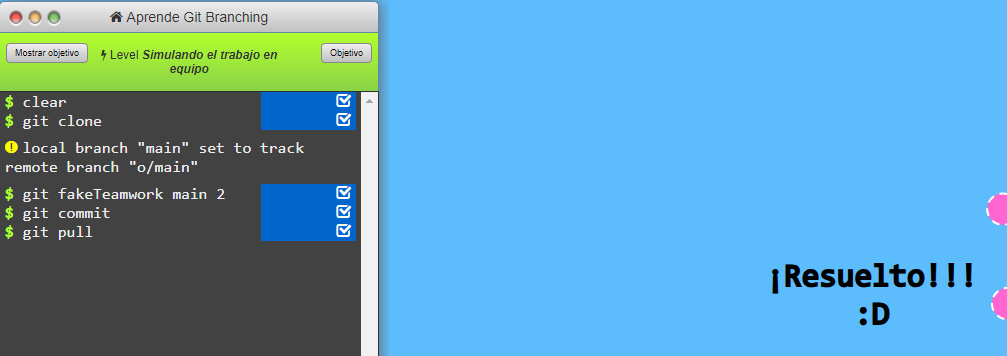 Aprende Git Branching
Mostrar objetivo
Level Simulando el trabajo en
equipo
Objetivo
$ clear
$ git clone
local branch "main" set to track
remote branch "o/main"
$ git fakeTeamwork main 2
$ git commit
$ git pull
¡Resuelto!!!
:D